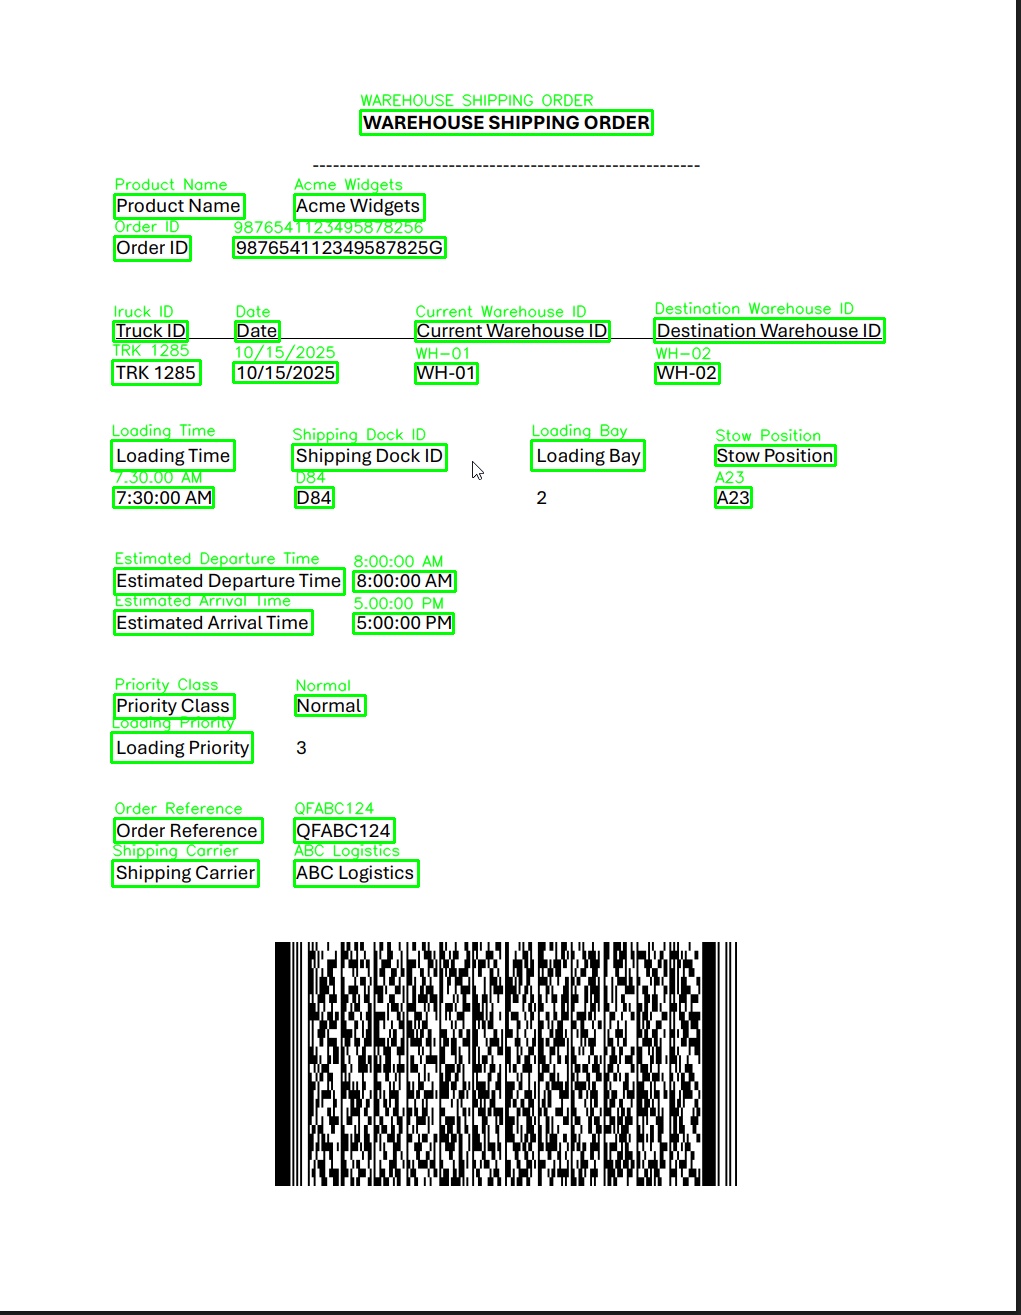 WAREHOUSE SHIPPING ORDER
WAREHOUSE SHIPPING ORDER
---------------------------------------------------------
Product Name Acme Widgets
Product Name Acme Widgets
Order ID 9876541123495878256
Order ID 987654112349587825G
Iruck ID Date Current Warehouse ID Destination Warehouse ID
Truck ID Date Current Warehouse ID Destination Warehouse ID
TRK 1285 10/15/2025 WH-01 WH-02
TRK 1285 10/15/2025 WH-01 WH-02
Loading Time Shipping Dock ID Loading Bay Stow Position
Loading Time Shipping Dock ID Loading Bay Stow Position
7.30.00 AM D84 A23
7:30:00 AM D84 2 A23
Estimated Departure Time 8:00:00 AM
Estimated Departure Time 8:00:00 AM
Estimated Arrival Time 5.00:00 PM
Estimated Arrival Time 5:00:00 PM
Priority Class Normal
Priority Class Normal
Loading Priority
Loading Priority 3
Order Reference QFABC124
Order Reference QFABC124
Shipping Carrier ABC Logistics
Shipping Carrier ABC Logistics